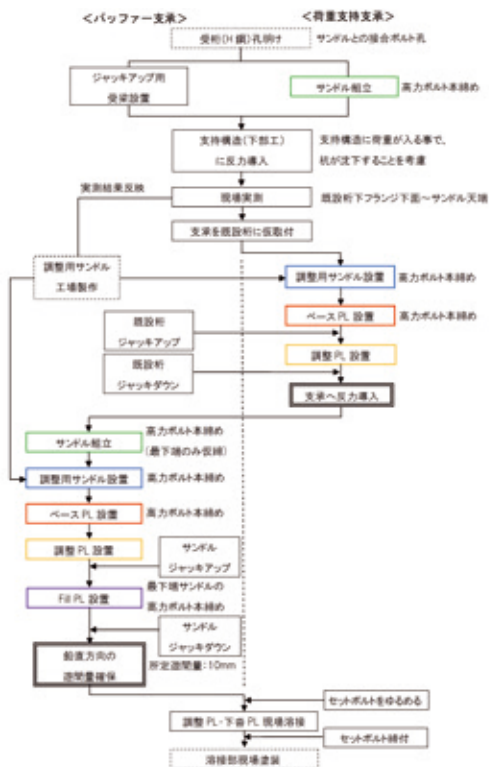 ＜バッファー支承＞
＜荷重支持支承＞
受桁(H鋼)孔明け
サンドルとの接合ボルト孔
ジャッキアップ用
受梁設置
サンドル組立
高力ボルト本締め
支持構造(下部工)
に反力導入
支持構造に荷重が入る事で、
杭が沈下することを考慮
実測結果反映
現場実測
既設桁下フランジ下面～サンドル天端
支承を既設桁に仮取付
調整用サンドル
工場製作
調整用サンドル設置
高力ボルト本締め
ベースPL 設置
高力ボルト本締め
既設桁
ジャッキアップ
調整PL 設置
既設桁
ジャッキダウン
支承へ反力導入
サンドル組立
高力ボルト本締め
(最下端のみ仮締)
調整用サンドル設置
高力ボルト本締め
ベースPL 設置
高力ボルト本締め
調整PL 設置
サンドル
ジャッキアップ
Fill PL 設置
最下端サンドルの
高力ボルト本締め
サンドル
ジャッキダウン
鉛直方向の
遊間量確保
所定遊間量：10mm
セットボルトをゆるめる
調整PL・下沓PL 現場溶接
セットボルト締付
溶接部現場塗装